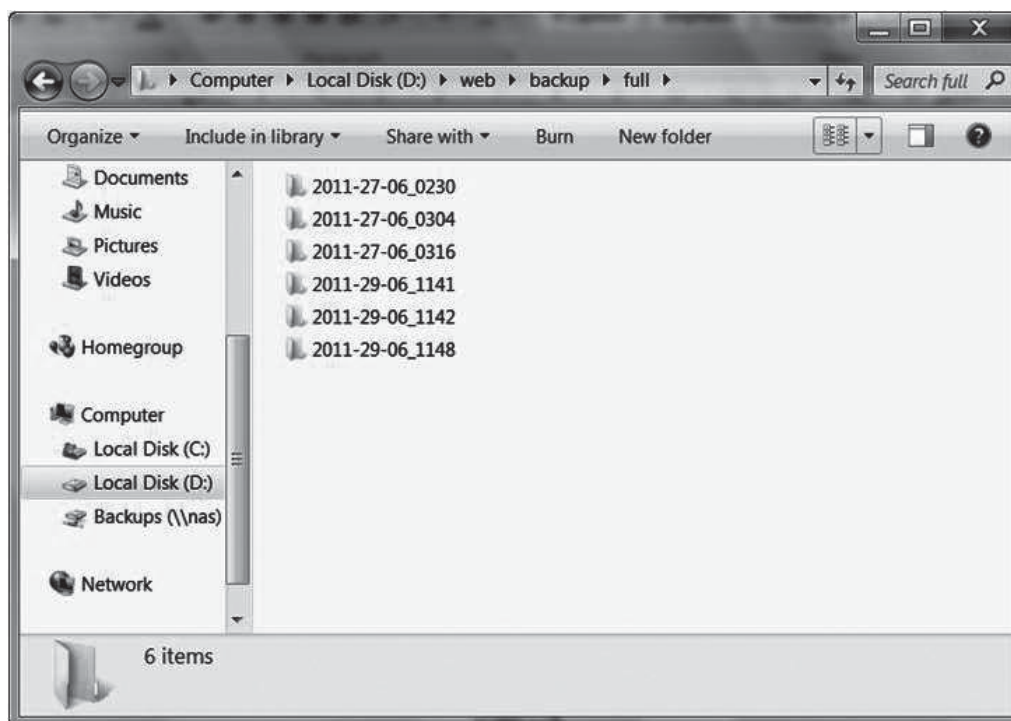 Computer Local Disk (D:) web backup full Search full
Organize Include in library Share with Burn New folder
Documents
Music
Pictures
Videos
Homegroup
Computer
Local Disk (C:)
Local Disk (D:)
Backups (\\nas)
Network
2011-27-06_0230
2011-27-06_0304
2011-27-06_0316
2011-29-06_1141
2011-29-06_1142
2011-29-06_1148
6 items